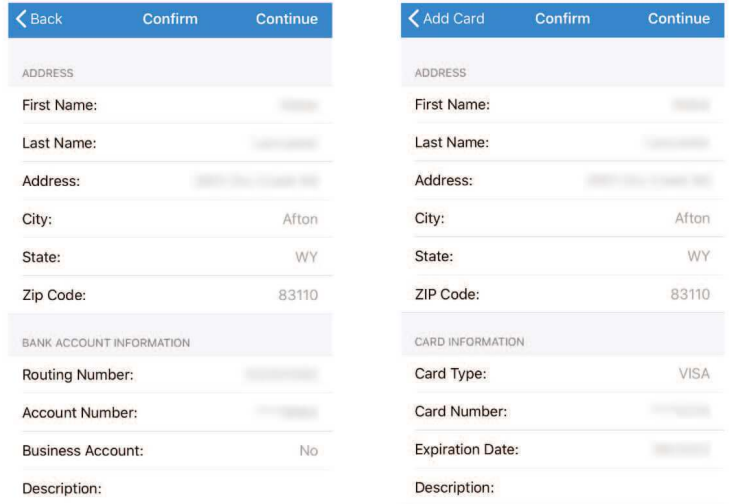 Back Confirm Continue
ADDRESS
First Name:
Last Name:
Address:
City: Afton
State: WY
Zip Code: 83110
BANK ACCOUNT INFORMATION
Routing Number:
Account Number:
Business Account: No
Description:
Add Card Confirm Continue
ADDRESS
First Name:
Last Name:
Address:
City: Afton
State: WY
ZIP Code: 83110
CARD INFORMATION
Card Type: VISA
Card Number:
Expiration Date:
Description: